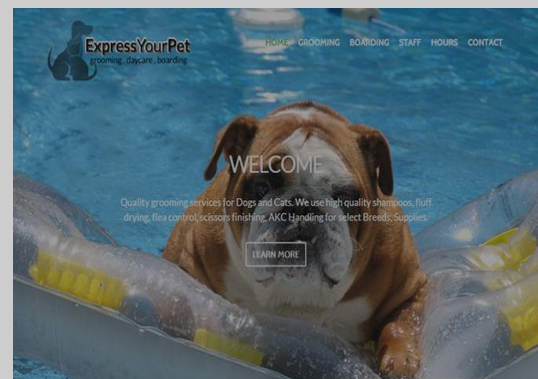 ExpressYourPet
grooming . daycare . boarding
HOME GROOMING BOARDING STAFF HOURS CONTACT
WELCOME
Quality grooming services for Dogs and Cats. We use high quality shampoos, fluff
drying, flea control, scissors finishing, AKC Handling for select Breeds, Supplies.
LEARN MORE